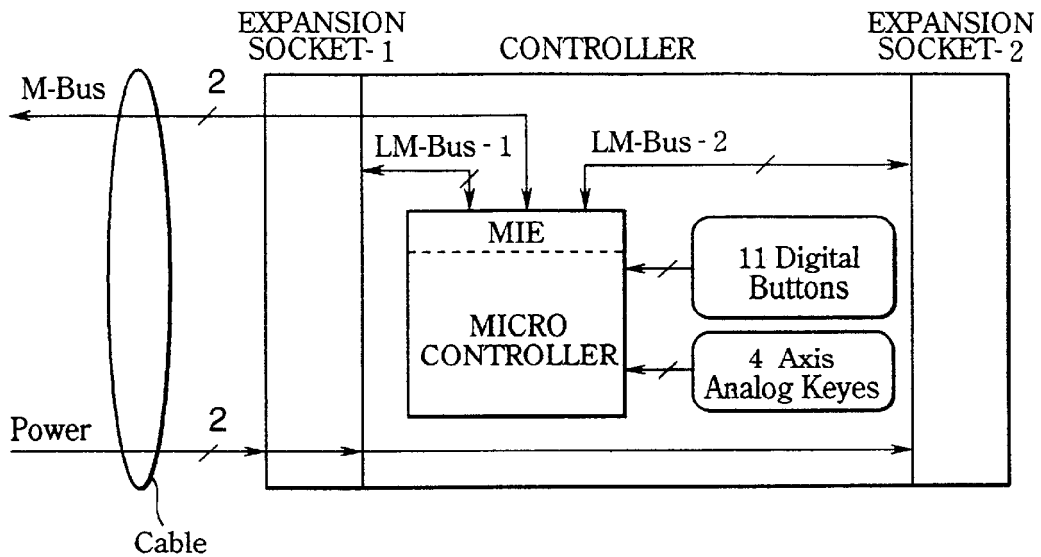 EXPANSION
SOCKET-1
CONTROLLER
EXPANSION
SOCKET-2
M-Bus
2
LM-Bus-1
LM-Bus-2
MIE
MICRO
CONTROLLER
11 Digital
Buttons
4 Axis
Analog Keyes
Power
2
Cable